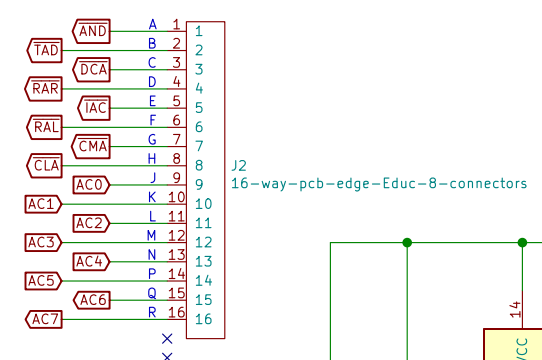 AND A 1 1
TAD B 2 2
DCA C 3 3
RAR D 4 4
IAC E 5 5
RAL F 6 6
CMA G 7 7
CLA H 8 8
J2
AC0 J 9 9
16-way-pcb-edge-Educ-8-connectors
AC1 K 10 10
AC2 L 11 11
AC3 M 12 12
AC4 N 13 13
AC5 P 14 14
AC6 Q 15 15
AC7 R 16 16
14
VCC